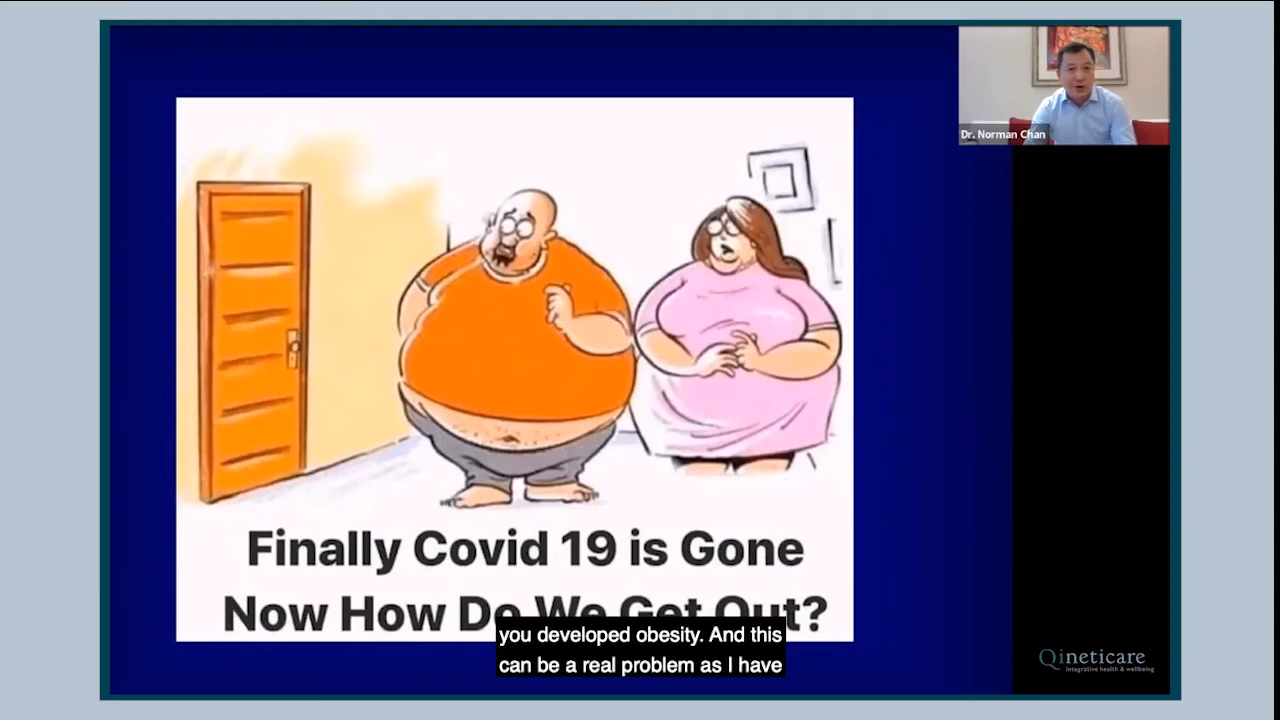 Dr. Norman Chan
Finally Covid 19 is Gone
Now How Do We Get Out?
you developed obesity. And this
can be a real problem as I have
Qineticare
integrative health & wellbeing